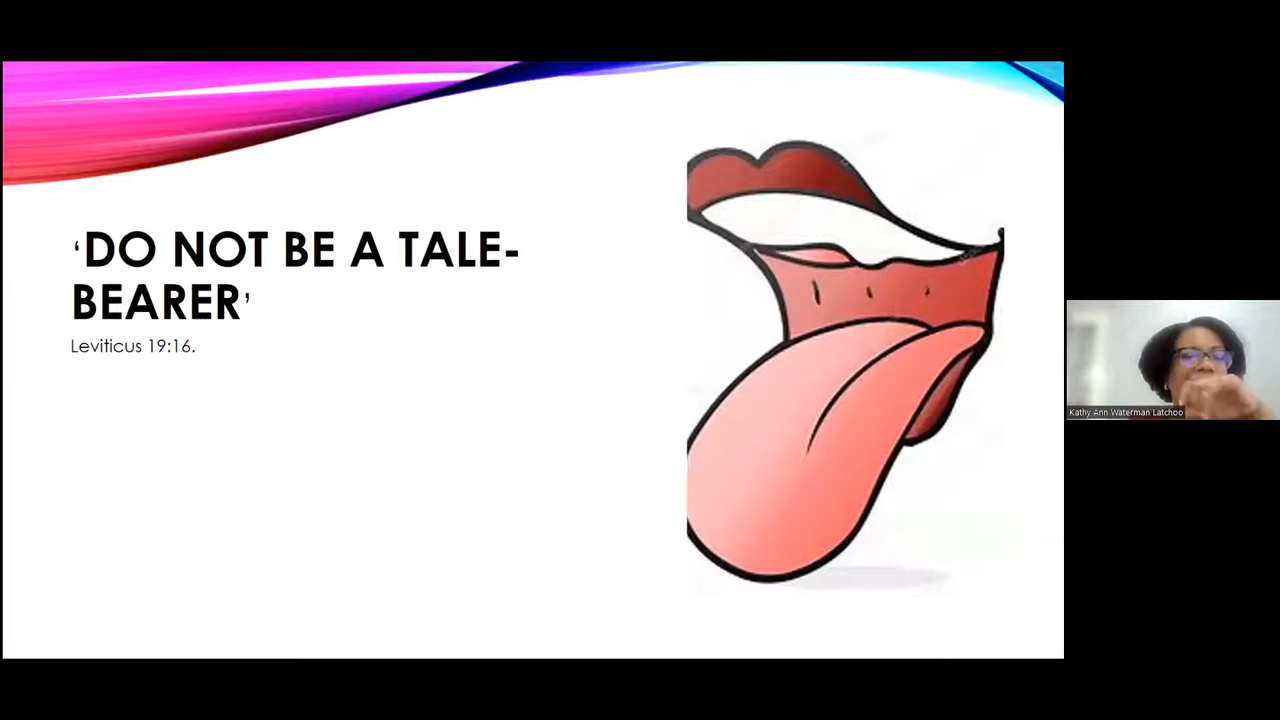 ‘DO NOT BE A TALE-
BEARER’
Leviticus 19:16.
Kathy Ann Waterman Latchoo